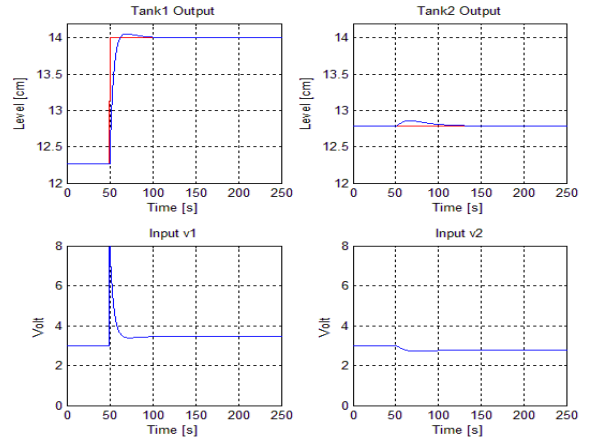 Tank1 Output
Level [cm]
14
13.5
13
12.5
12
0 50 100 150 200 250
Time [s]
Tank2 Output
Level [cm]
14
13.5
13
12.5
12
0 50 100 150 200 250
Time [s]
Input v1
Volt
8
6
4
2
0
0 50 100 150 200 250
Time [s]
Input v2
Volt
8
6
4
2
0
0 50 100 150 200 250
Time [s]